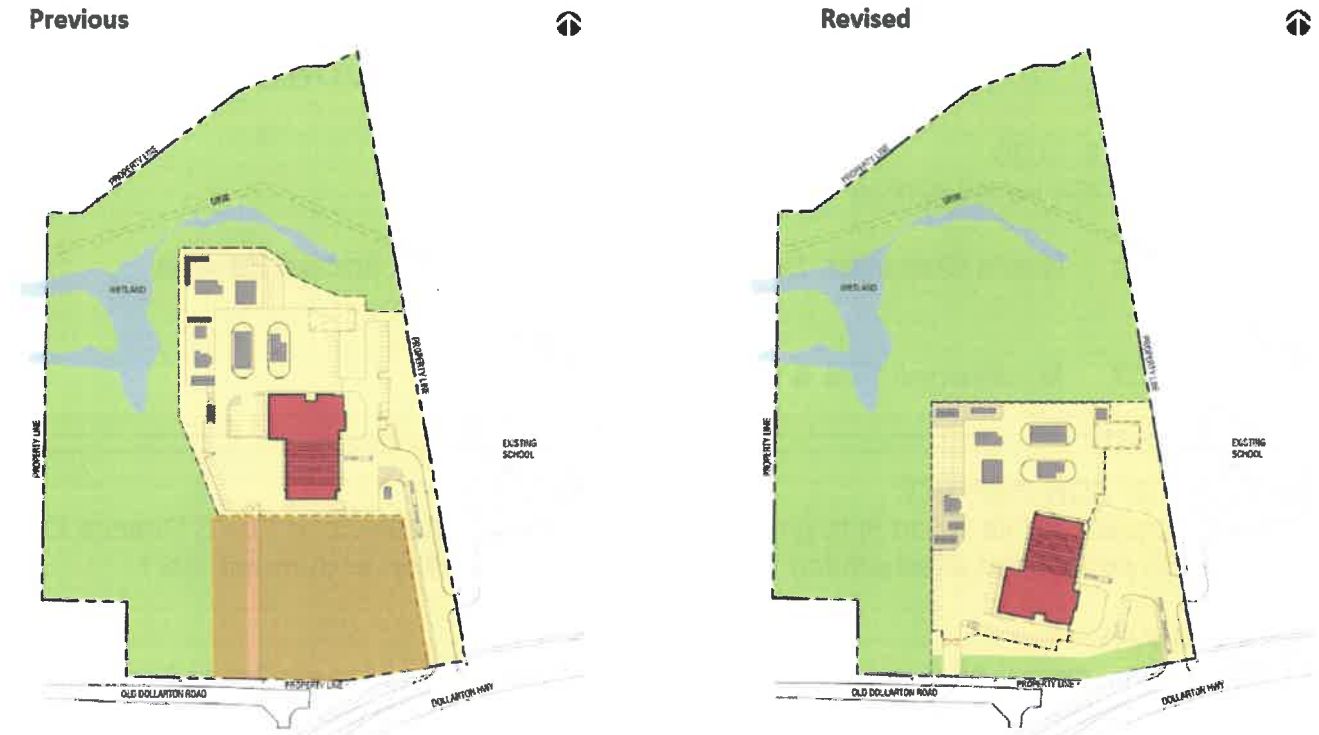 Previous
PROPERTY LINE
WETLAND
PROPERTY LINE
PROPERTY LINE
EXISTING
SCHOOL
PROPERTY LINE
OLD DOLLARTON ROAD
DOLLARTON HWY
Revised
PROPERTY LINE
WETLAND
PROPERTY LINE
PROPERTY LINE
EXISTING
SCHOOL
PROPERTY LINE
OLD DOLLARTON ROAD
DOLLARTON HWY